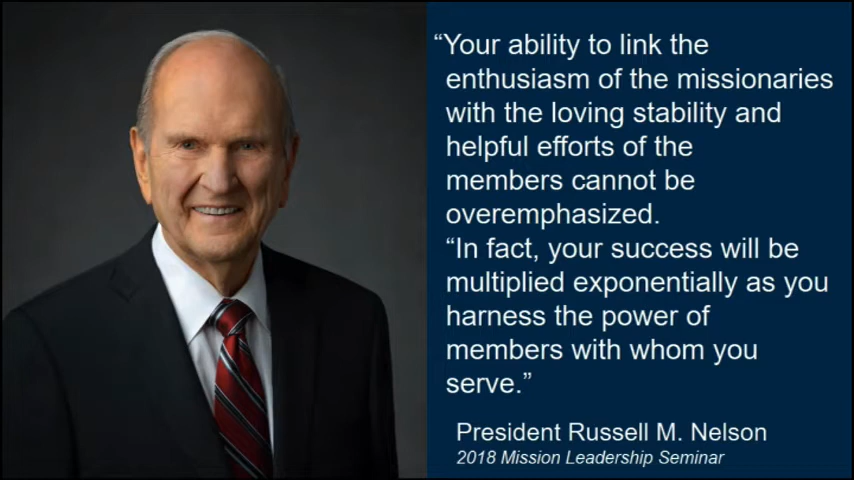 “Your ability to link the
enthusiasm of the missionaries
with the loving stability and
helpful efforts of the
members cannot be
overemphasized.
“In fact, your success will be
multiplied exponentially as you
harness the power of
members with whom you
serve.”
President Russell M. Nelson
2018 Mission Leadership Seminar